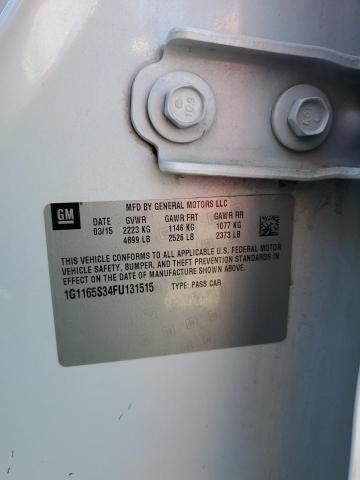 10.9
GM
MFD BY GENERAL MOTORS LLC
DATE GVWR GAWR FRT GAWR RR
03/15 2223 KG 1146 KG 1077 KG
4899 LB 2526 LB 2373 LB
THIS VEHICLE CONFORMS TO ALL APPLICABLE U.S. FEDERAL MOTOR
VEHICLE SAFETY, BUMPER, AND THEFT PREVENTION STANDARDS IN
EFFECT ON THE DATE OF MANUFACTURE SHOWN ABOVE.
1G1165S34FU131515 TYPE: PASS CAR